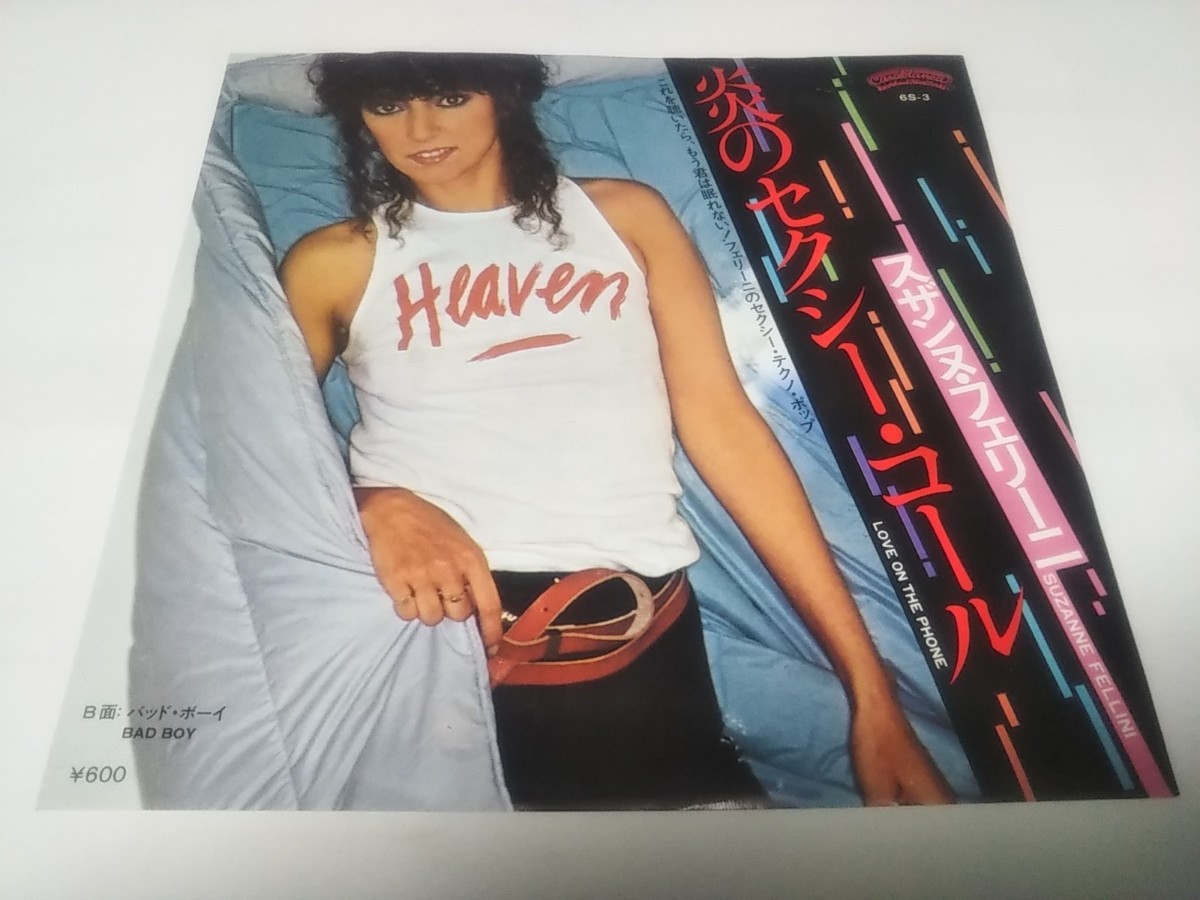 炎のセクシー・コール
LOVE ON THE PHONE
スザンヌ・フェリーニ
SUZANNE FELLINI
これを聴いたら、もう君は眠れない!フェリーニのセクシー・テクノ・ポップ
Casablanca
6S-3
Heaven
B面:バッド・ボーイ
BAD BOY
¥600